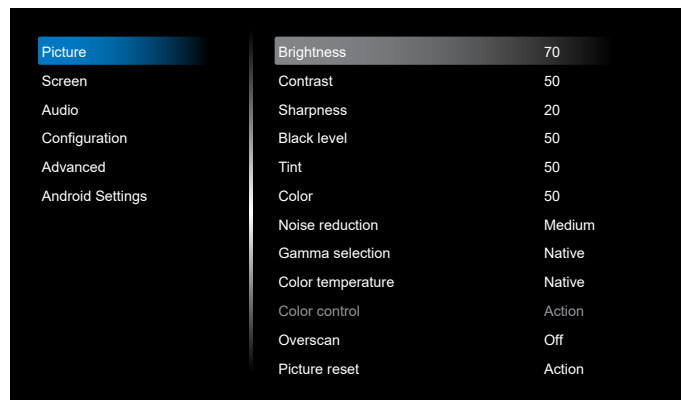 Picture
Screen
Audio
Configuration
Advanced
Android Settings
Brightness 70
Contrast 50
Sharpness 20
Black level 50
Tint 50
Color 50
Noise reduction Medium
Gamma selection Native
Color temperature Native
Color control Action
Overscan Off
Picture reset Action